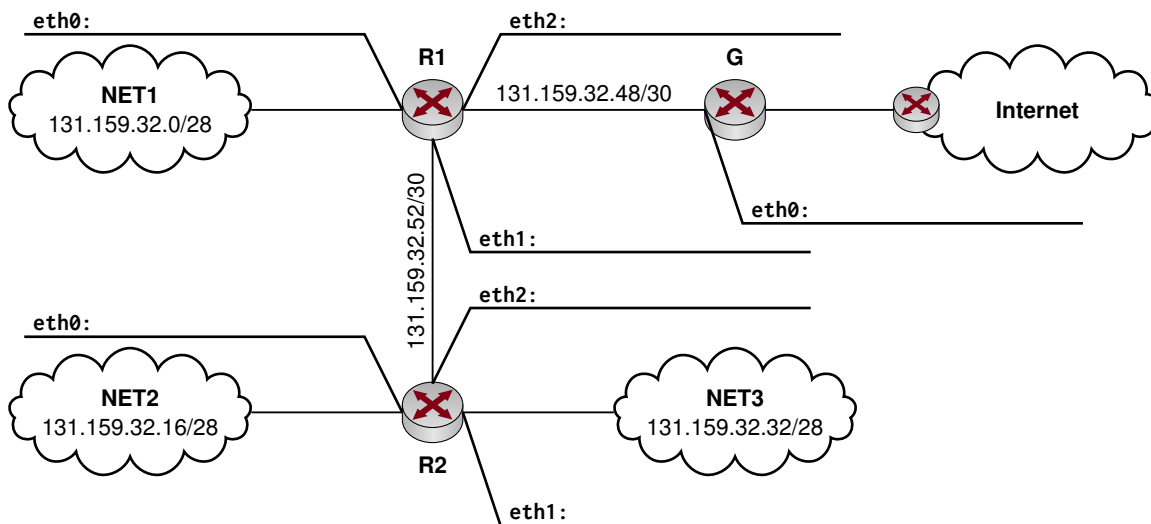 eth0:
eth2:
R1
G
NET1
131.159.32.0/28
131.159.32.48/30
Internet
131.159.32.52/30
eth0:
eth1:
eth2:
eth0:
NET2
131.159.32.16/28
NET3
131.159.32.32/28
R2
eth1: